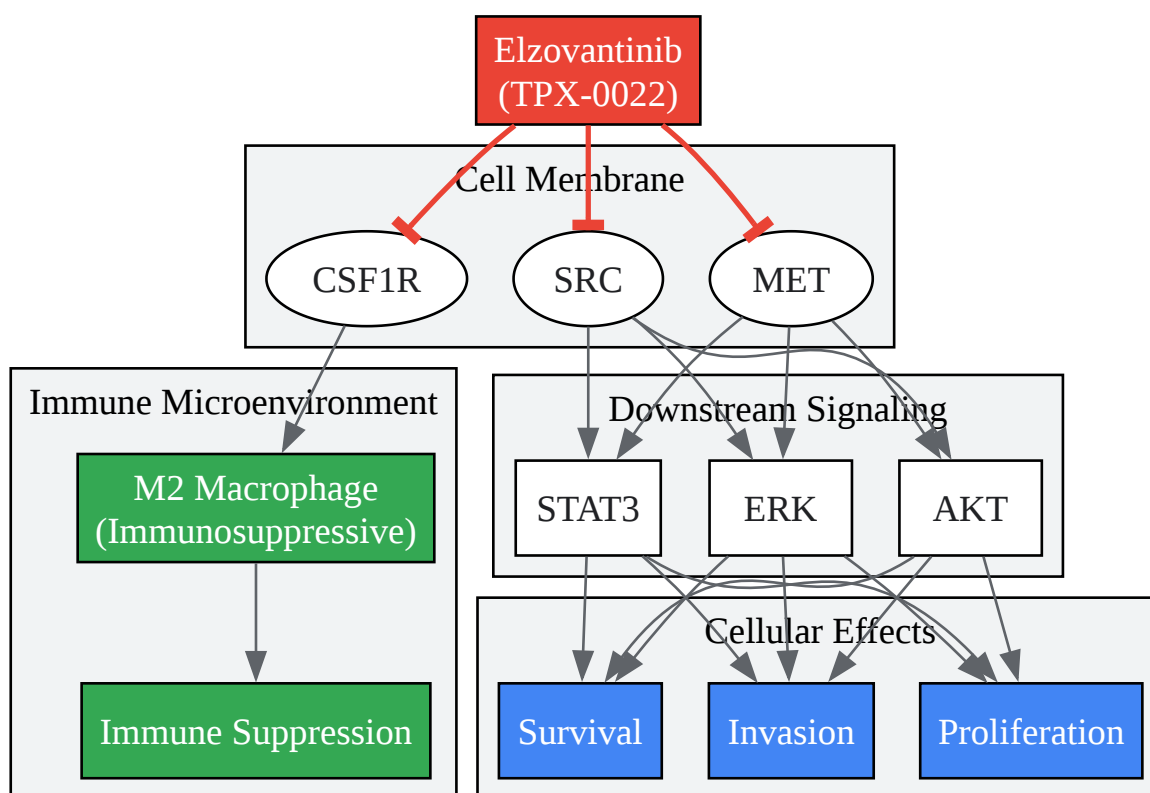 Elzovantinib
(TPX-0022)
Cell Membrane
CSF1R
SRC
MET
Immune Microenvironment
Downstream Signaling
M2 Macrophage
(Immunosuppressive)
STAT3
ERK
AKT
Cellular Effects
Immune Suppression
Survival
Invasion
Proliferation